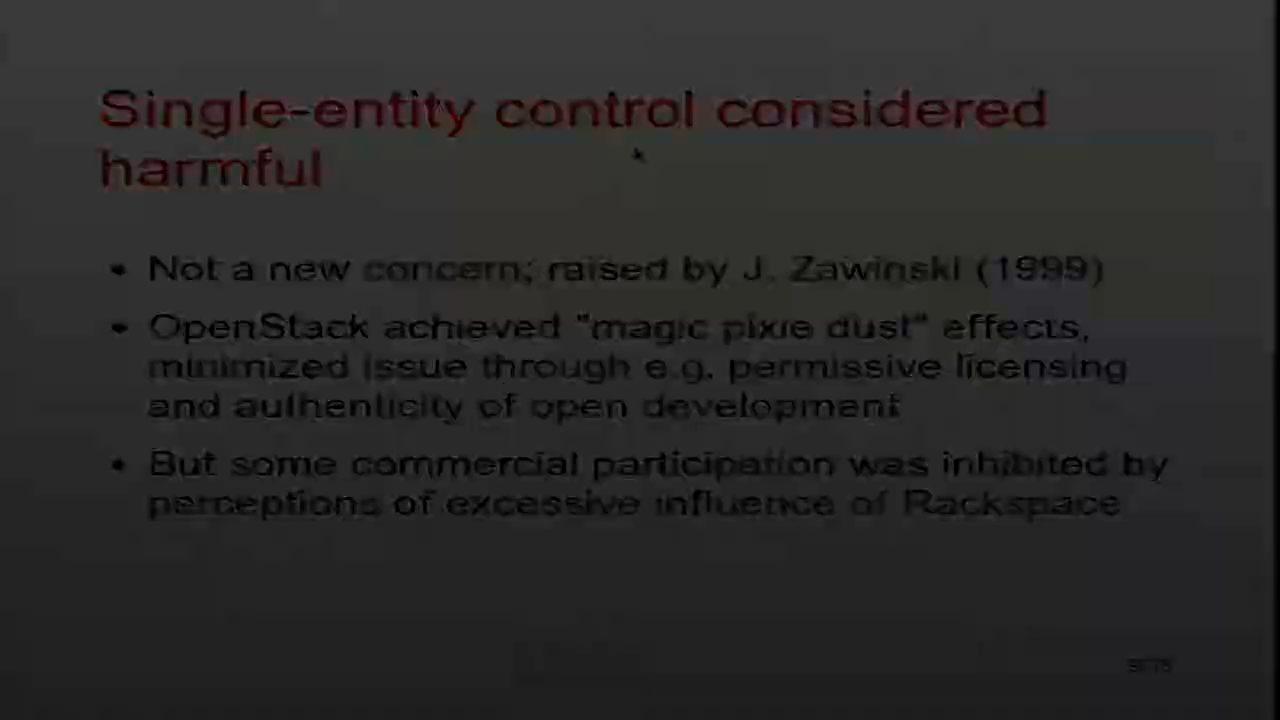 Single-entity control considered
harmful
• Not a new concern; raised by J. Zawinski (1999)
• OpenStack achieved "magic pixie dust" effects,
minimized issue through e.g. permissive licensing
and authenticity of open development
• But some commercial participation was inhibited by
perceptions of excessive influence of Rackspace